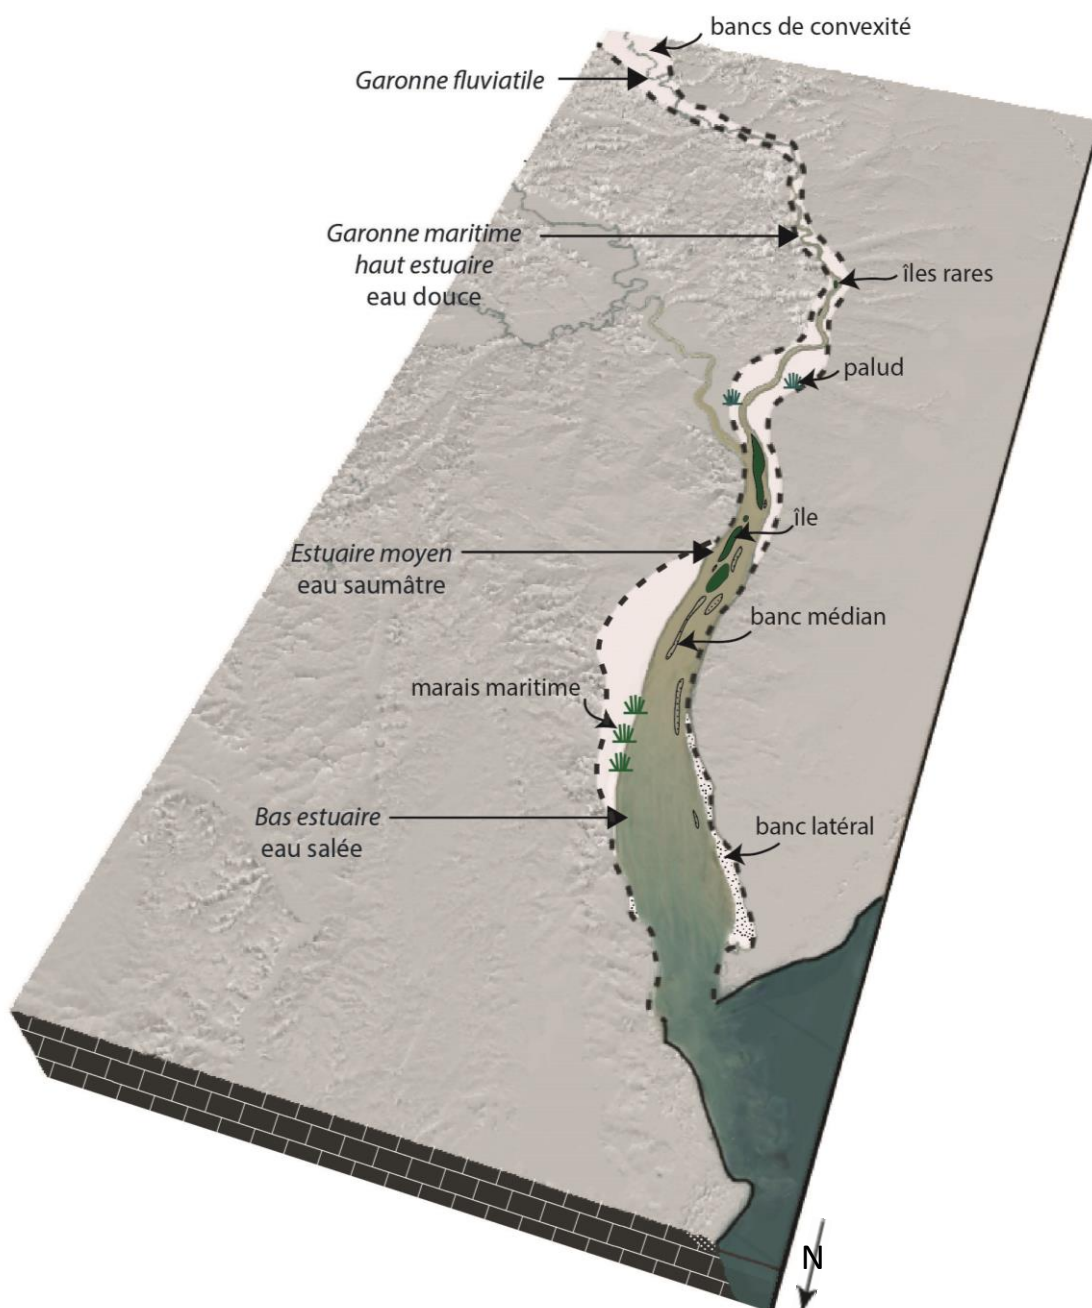 bancs de convexité
Garonne fluviatile
Garonne maritime
haut estuaire
eau douce
îles rares
palud
île
Estuaire moyen
eau saumâtre
banc médian
marais maritime
Bas estuaire
eau salée
banc latéral
N